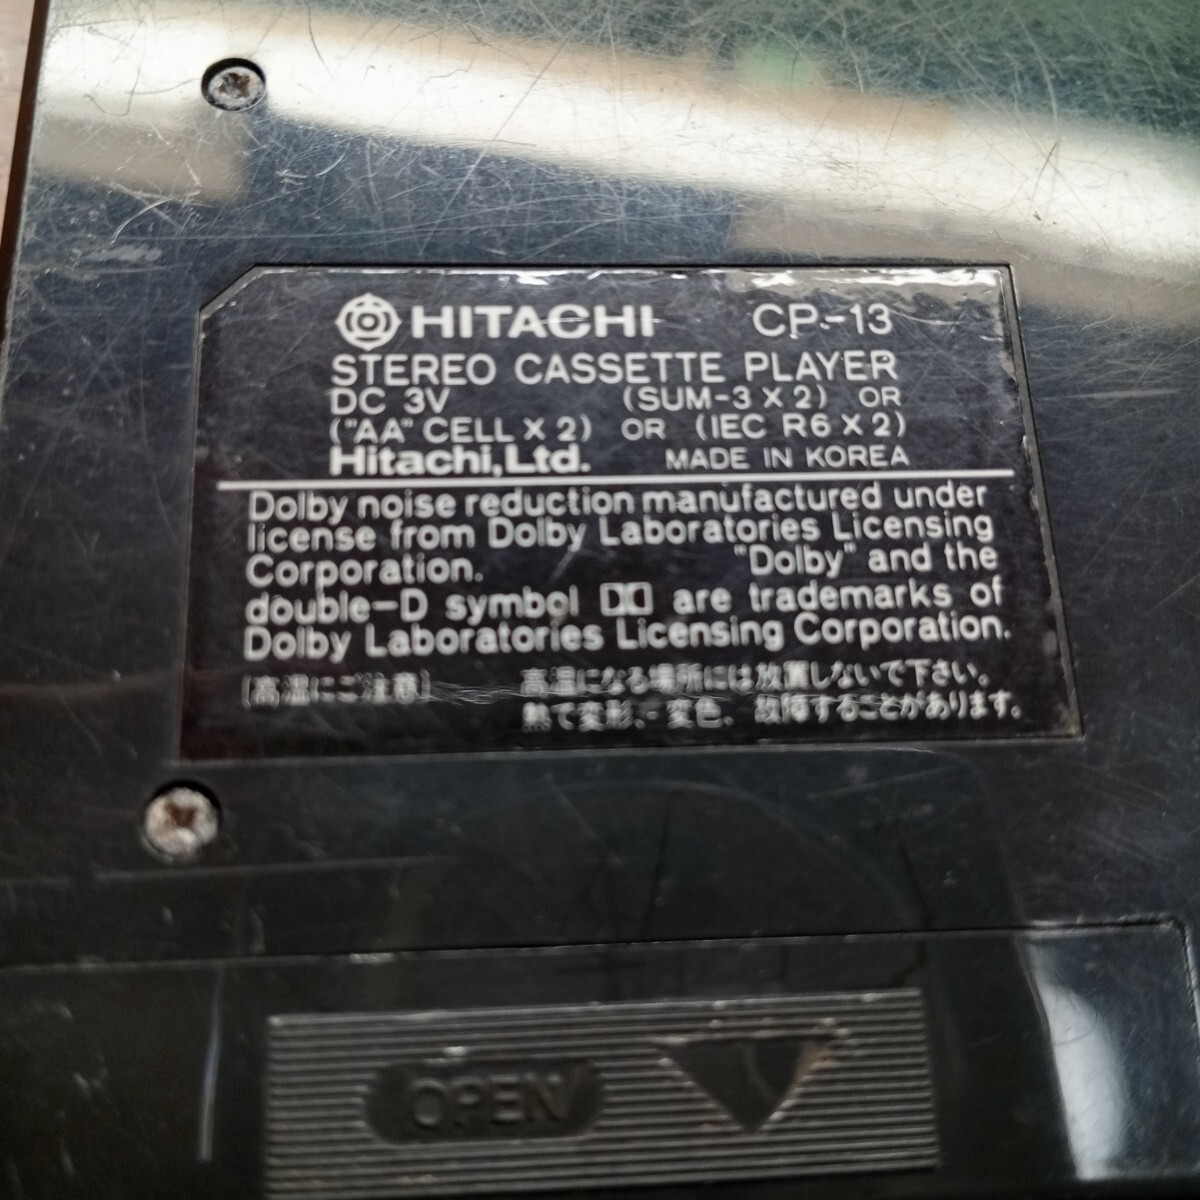 HITACHI CP-13
STEREO CASSETTE PLAYER
DC 3V (SUM-3 X 2) OR
("AA" CELL X 2) OR (IEC R6 X 2)
Hitachi,Ltd. MADE IN KOREA
Dolby noise reduction manufactured under
license from Dolby Laboratories Licensing
Corporation. "Dolby" and the
double-D symbol are trademarks of
Dolby Laboratories Licensing Corporation.
[高温にご注意] 高温になる場所には放置しないで下さい。
熱で変形、変色、故障することがあります。
OPEN